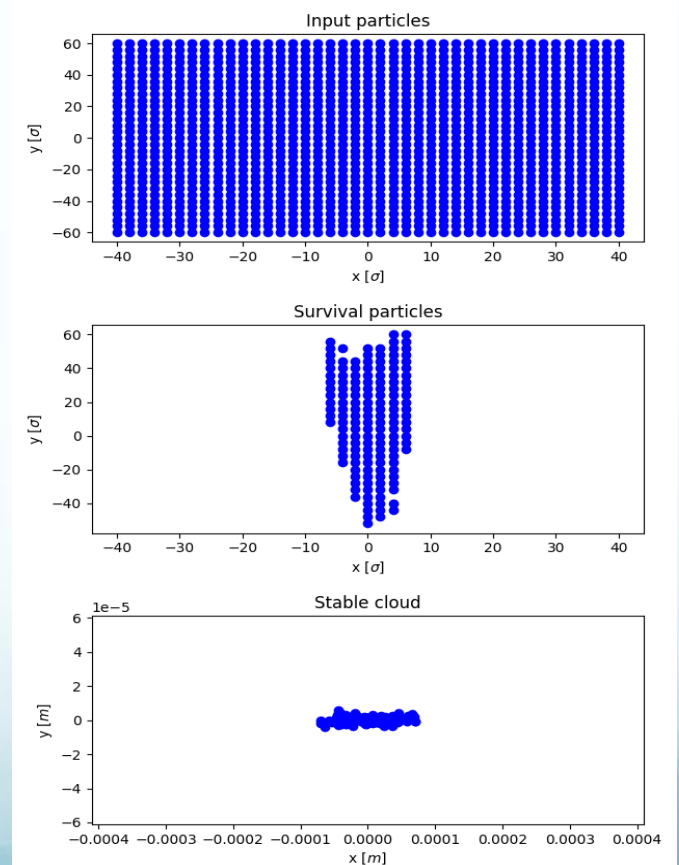 Input particles
60
40
20
0
−20
−40
−60
y [σ]
−40 −30 −20 −10 0 10 20 30 40
x [σ]
Survival particles
60
40
20
0
−20
−40
y [σ]
−40 −30 −20 −10 0 10 20 30 40
x [σ]
Stable cloud
1e−5
6
4
2
0
−2
−4
−6
y [m]
−0.0004 −0.0003 −0.0002 −0.0001 0.0000 0.0001 0.0002 0.0003 0.0004
x [m]